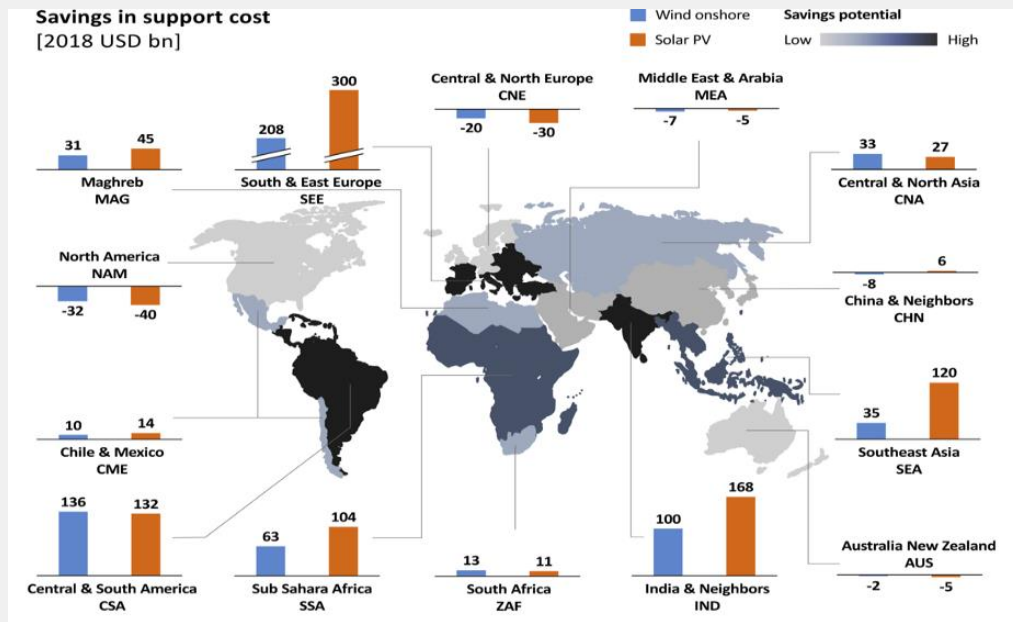 Savings in support cost
[2018 USD bn]
Wind onshore
Solar PV
Savings potential
Low
High
31
45
Maghreb
MAG
208
300
South & East Europe
SEE
Central & North Europe
CNE
-20
-30
Middle East & Arabia
MEA
-7
-5
33
27
Central & North Asia
CNA
North America
NAM
-32
-40
6
-8
China & Neighbors
CHN
10
14
Chile & Mexico
CME
35
120
Southeast Asia
SEA
136
132
Central & South America
CSA
63
104
Sub Sahara Africa
SSA
13
11
South Africa
ZAF
100
168
India & Neighbors
IND
Australia New Zealand
AUS
-2
-5